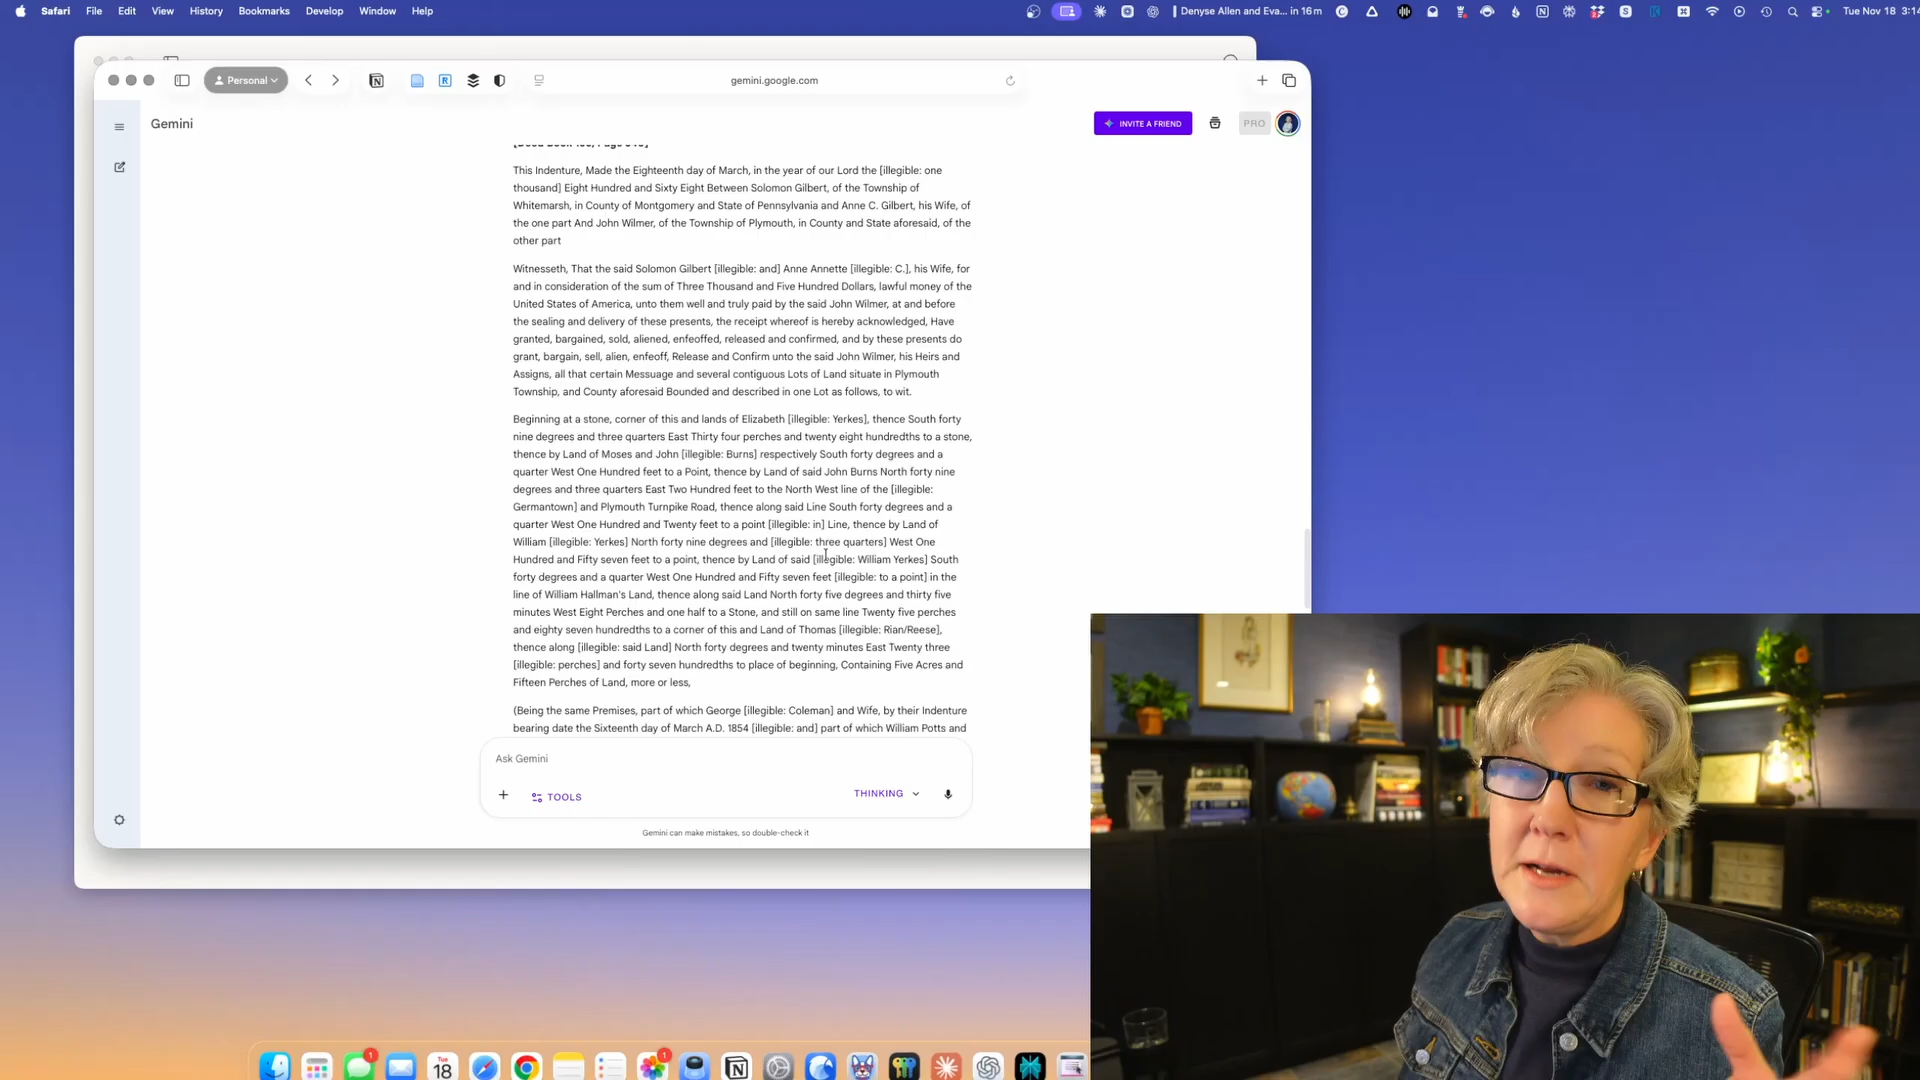 Safari File Edit View History Bookmarks Develop Window Help
Denyse Allen and Eva... in 16 m
Tue Nov 18 3:14
Personal
gemini.google.com
Gemini
INVITE A FRIEND
PRO
This Indenture, Made the Eighteenth day of March, in the year of our Lord the [illegible: one
thousand] Eight Hundred and Sixty Eight Between Solomon Gilbert, of the Township of
Whitemarsh, in County of Montgomery and State of Pennsylvania and Anne C. Gilbert, his Wife, of
the one part And John Wilmer, of the Township of Plymouth, in County and State aforesaid, of the
other part
Witnesseth, That the said Solomon Gilbert [illegible: and] Anne Annette [illegible: C.], his Wife, for
and in consideration of the sum of Three Thousand and Five Hundred Dollars, lawful money of the
United States of America, unto them well and truly paid by the said John Wilmer, at and before
the sealing and delivery of these presents, the receipt whereof is hereby acknowledged, Have
granted, bargained, sold, aliened, enfeoffed, released and confirmed, and by these presents do
grant, bargain, sell, alien, enfeoff, Release and Confirm unto the said John Wilmer, his Heirs and
Assigns, all that certain Messuage and several contiguous Lots of Land situate in Plymouth
Township, and County aforesaid Bounded and described in one Lot as follows, to wit.
Beginning at a stone, corner of this and lands of Elizabeth [illegible: Yerkes], thence South forty
nine degrees and three quarters East Thirty four perches and twenty eight hundredths to a stone,
thence by Land of Moses and John [illegible: Burns] respectively South forty degrees and a
quarter West One Hundred feet to a Point, thence by Land of said John Burns North forty nine
degrees and three quarters East Two Hundred feet to the North West line of the [illegible:
Germantown] and Plymouth Turnpike Road, thence along said Line South forty degrees and a
quarter West One Hundred and Twenty feet to a point [illegible: in] Line, thence by Land of
William [illegible: Yerkes] North forty nine degrees and [illegible: three quarters] West One
Hundred and Fifty seven feet to a point, thence by Land of said [illegible: William Yerkes] South
forty degrees and a quarter West One Hundred and Fifty seven feet [illegible: to a point] in the
line of William Hallman's Land, thence along said Land North forty five degrees and thirty five
minutes West Eight Perches and one half to a Stone, and still on same line Twenty five perches
and eighty seven hundredths to a corner of this and Land of Thomas [illegible: Rian/Reese],
thence along [illegible: said Land] North forty degrees and twenty minutes East Twenty three
[illegible: perches] and forty seven hundredths to place of beginning, Containing Five Acres and
Fifteen Perches of Land, more or less,
(Being the same Premises, part of which George [illegible: Coleman] and Wife, by their Indenture
bearing date the Sixteenth day of March A.D. 1854 [illegible: and] part of which William Potts and
Ask Gemini
TOOLS
THINKING
Gemini can make mistakes, so double-check it
1
Tue
18
1